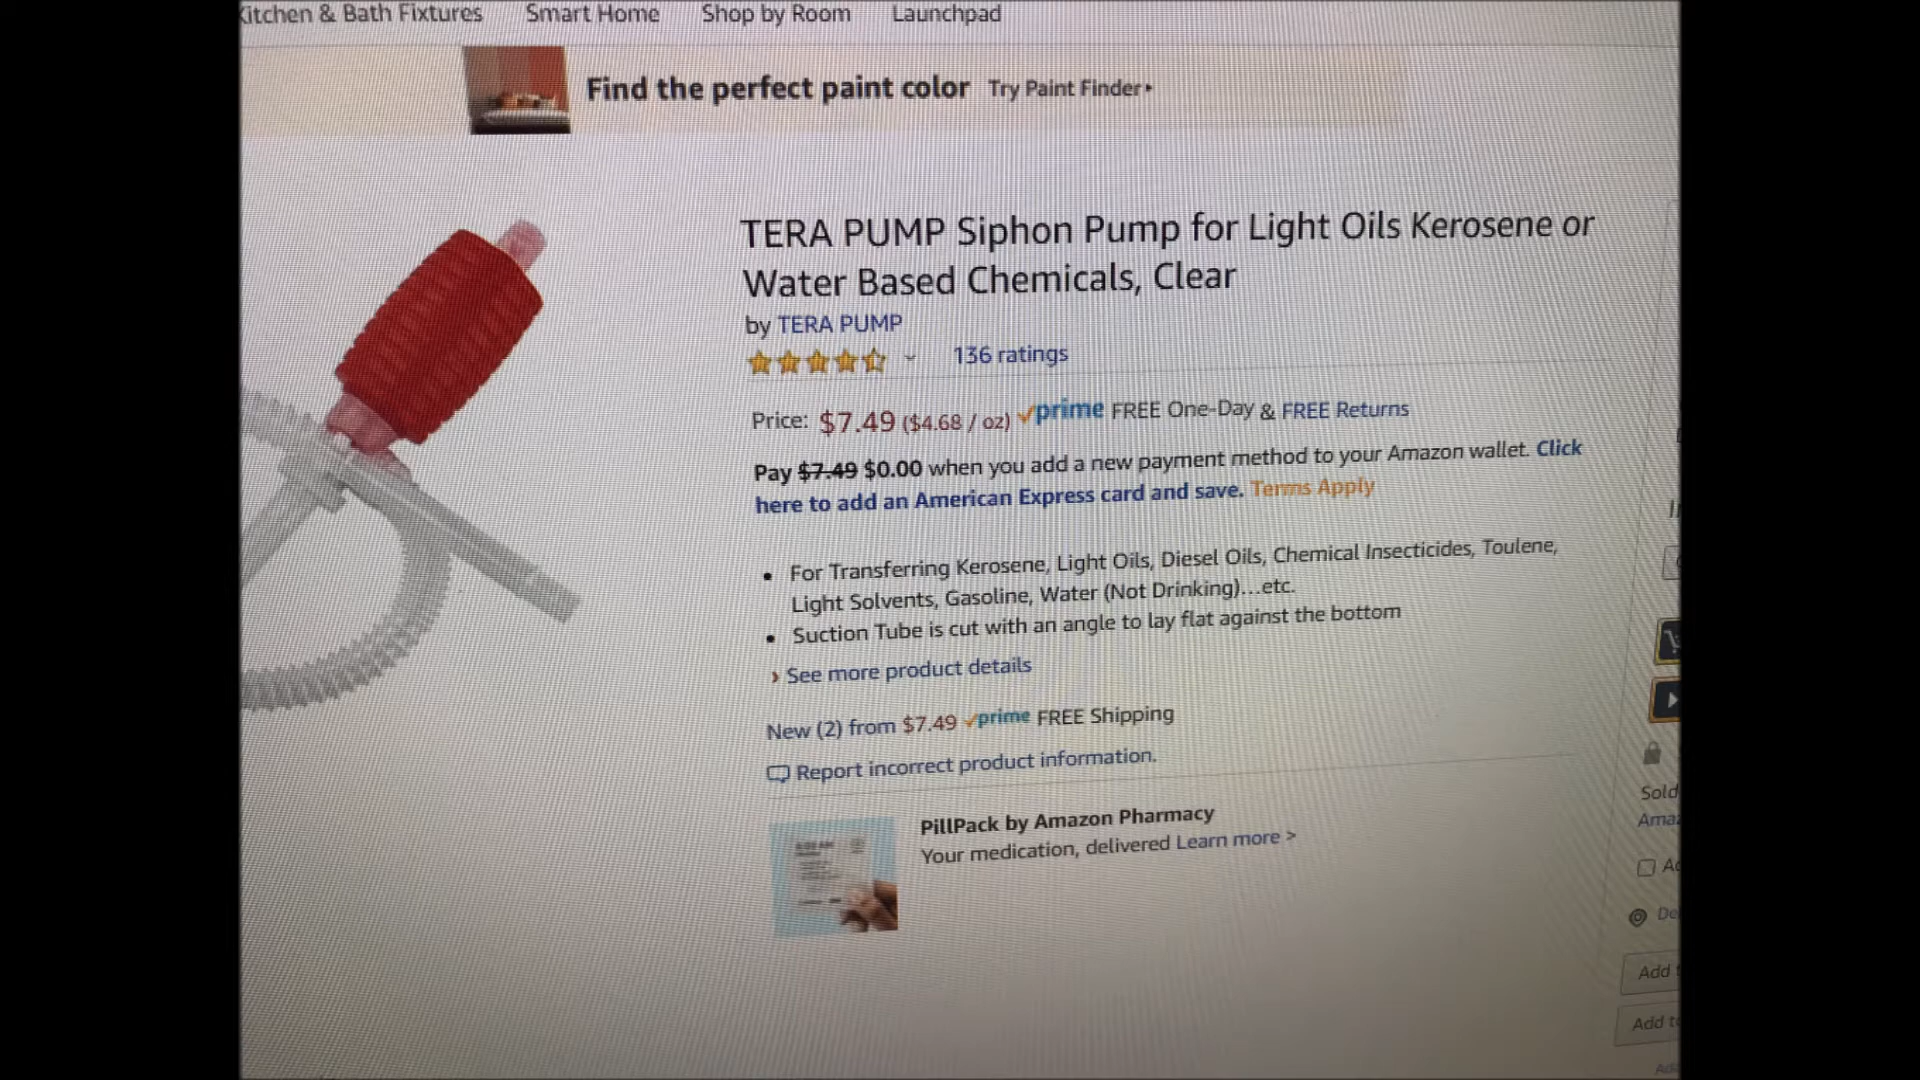 Kitchen & Bath Fixtures Smart Home Shop by Room Launchpad
Find the perfect paint color Try Paint Finder
TERA PUMP Siphon Pump for Light Oils Kerosene or
Water Based Chemicals, Clear
by TERA PUMP
136 ratings
Price: $7.49 ($4.68 / oz) prime FREE One-Day & FREE Returns
Pay $7.49 $0.00 when you add a new payment method to your Amazon wallet. Click
here to add an American Express card and save. Terms Apply
• For Transferring Kerosene, Light Oils, Diesel Oils, Chemical Insecticides, Toulene,
Light Solvents, Gasoline, Water (Not Drinking)...etc.
• Suction Tube is cut with an angle to lay flat against the bottom
› See more product details
New (2) from $7.49 prime FREE Shipping
Report incorrect product information.
PillPack by Amazon Pharmacy
Your medication, delivered Learn more >
Sold
Add
Add